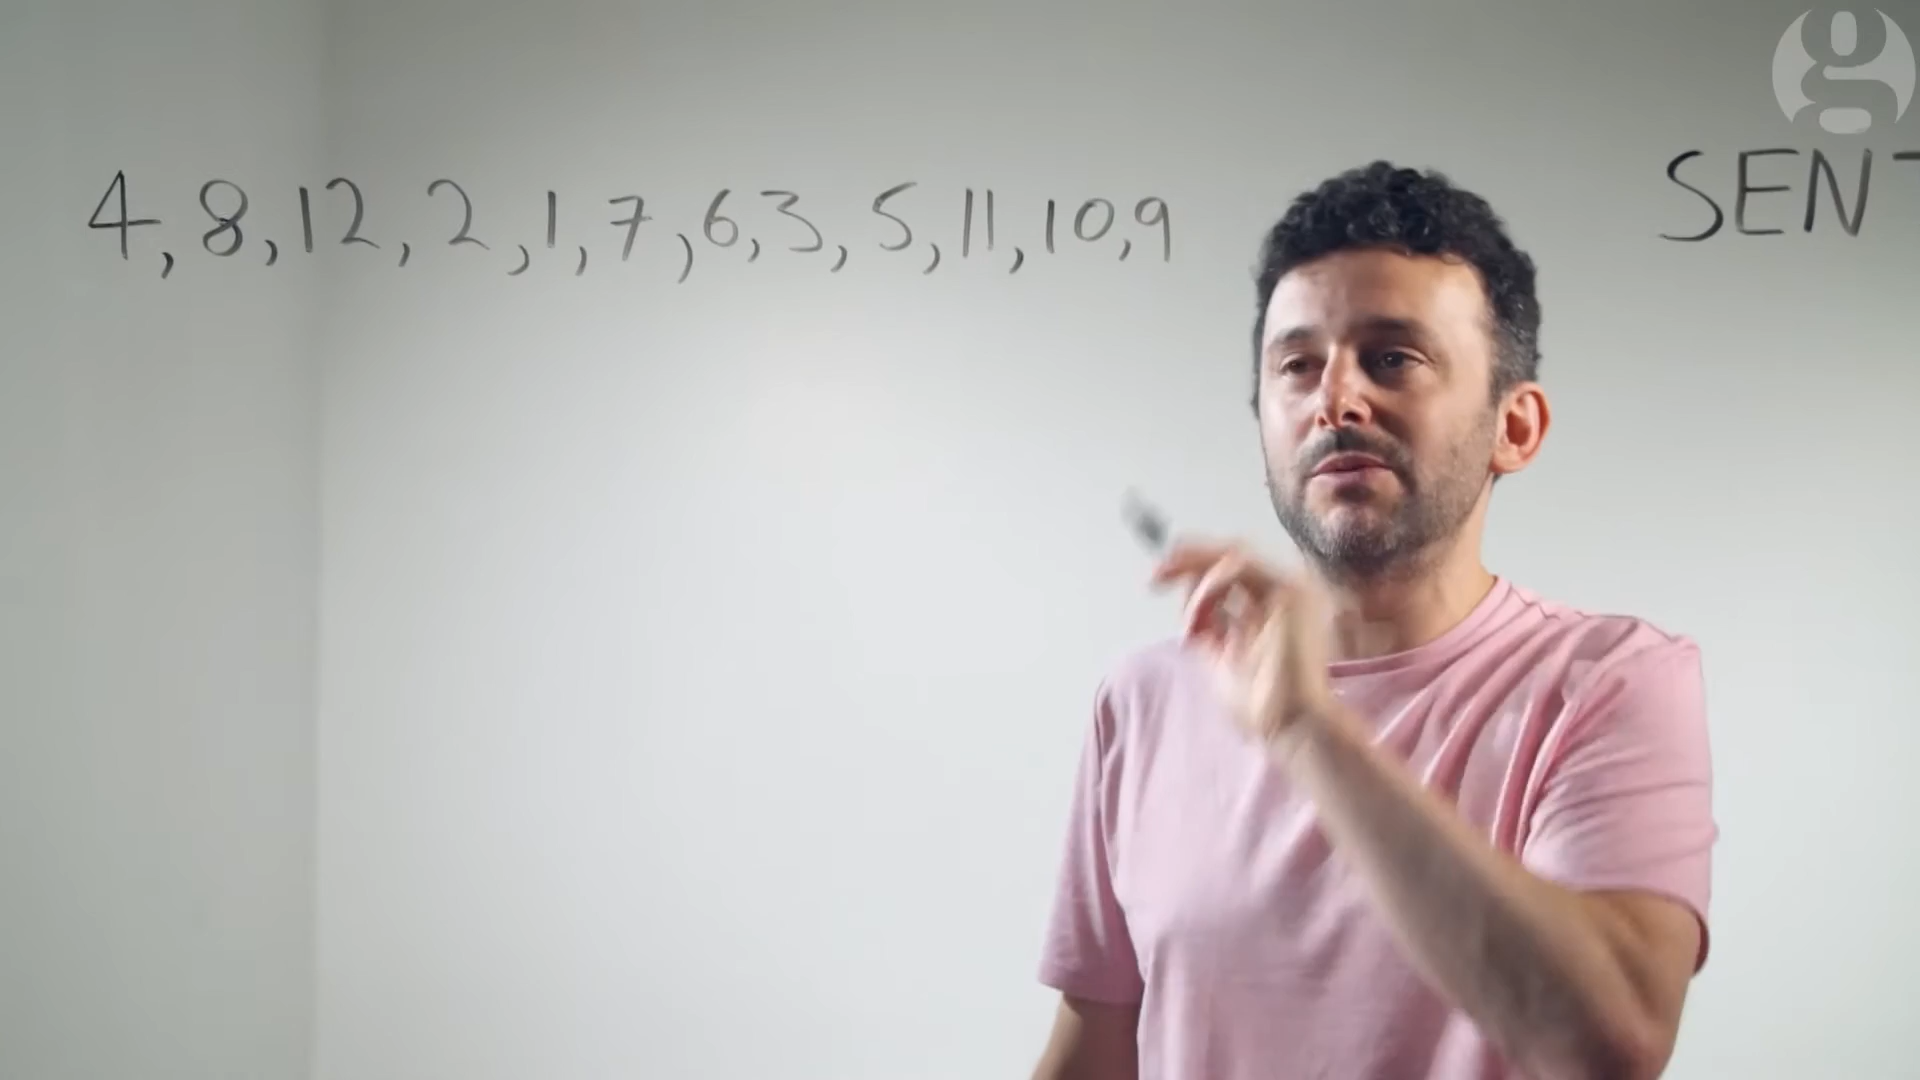 4, 8, 12, 2, 1, 7, 6, 3, 5, 11, 10, 9
SENT
g